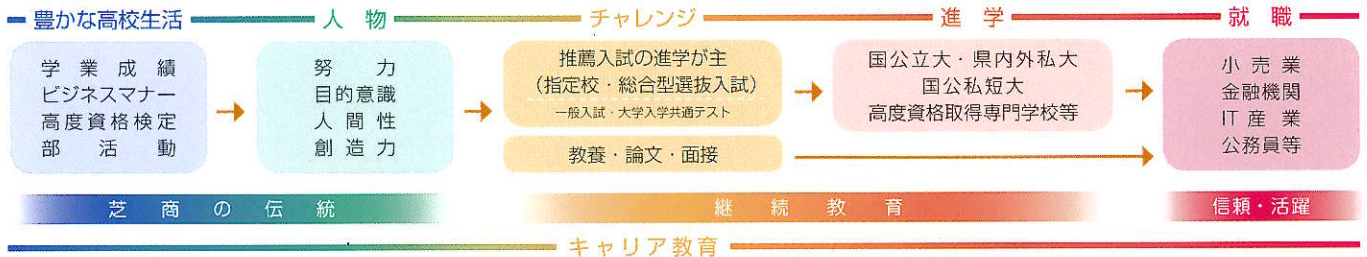 豊かな高校生活
人物
チャレンジ
進学
就職
学業成績
ビジネスマナー
高度資格検定
部活動
努力
目的意識
人間性
創造力
推薦入試の進学が主
（指定校・総合型選抜入試）
一般入試・大学入学共通テスト
教養・論文・面接
国公立大・県内外私大
国公私短大
高度資格取得専門学校等
小売業
金融機関
IT産業
公務員等
芝商の伝統
継続教育
信頼・活躍
キャリア教育